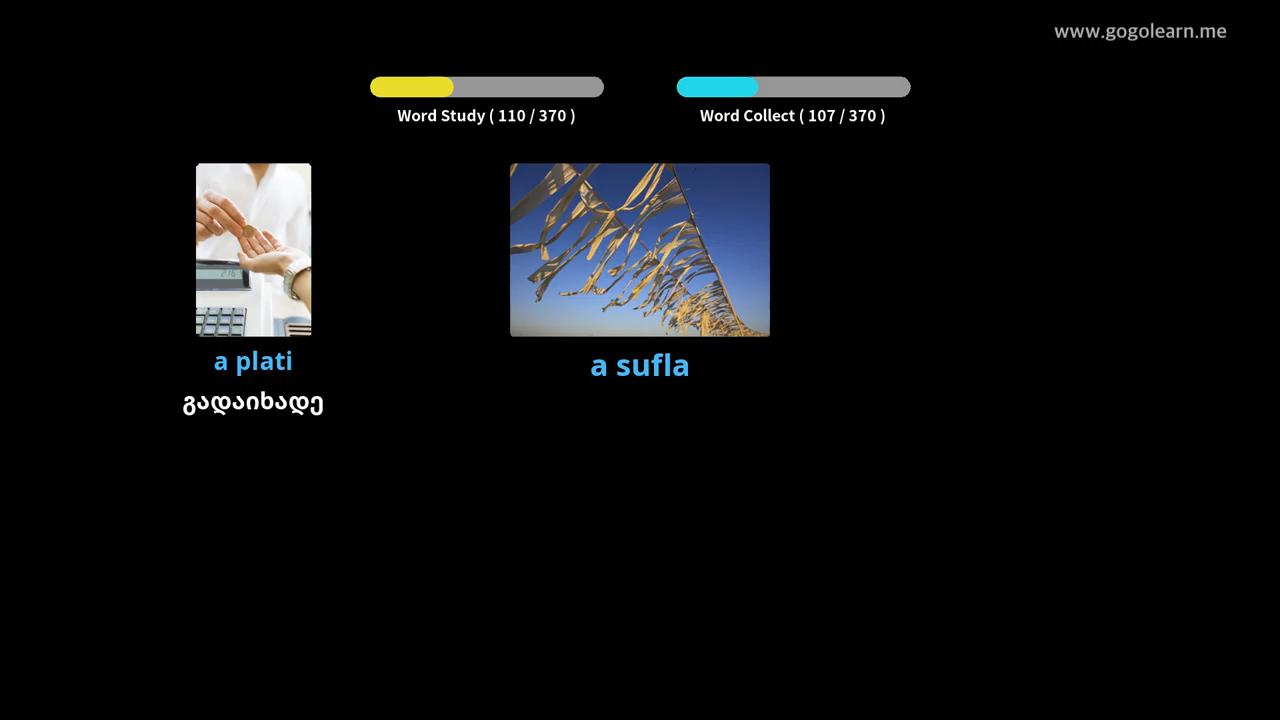 www.gogolearn.me
Word Study ( 110 / 370 )
Word Collect ( 107 / 370 )
a plati
a sufla
გადაიხადე